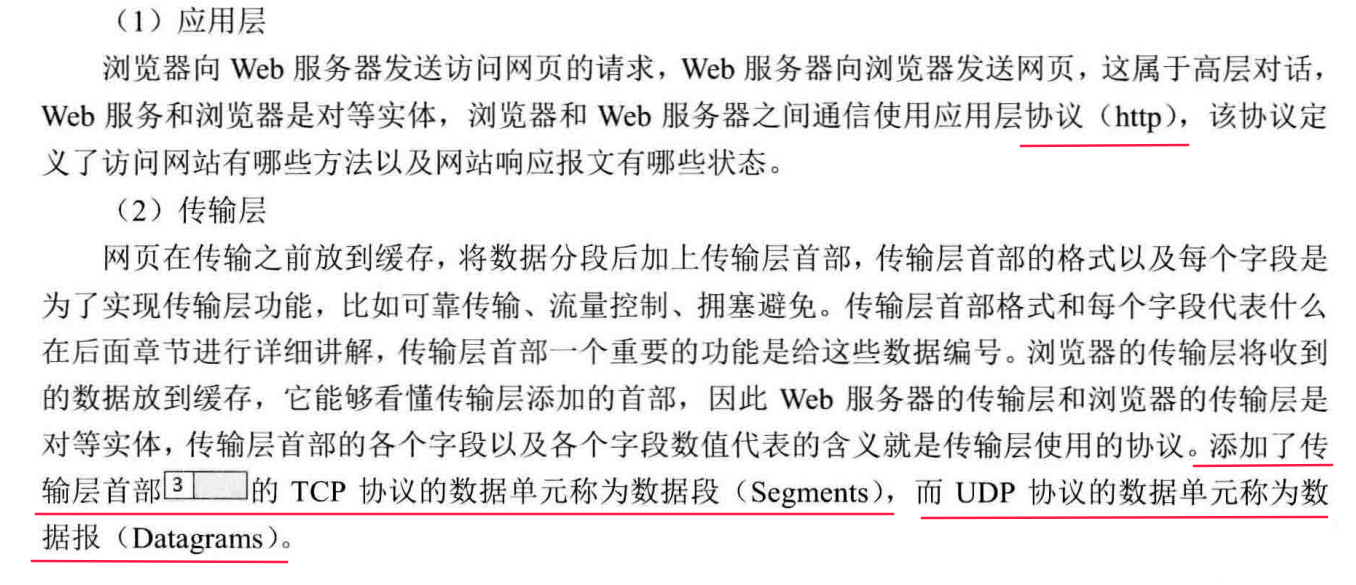 （1）应用层
浏览器向 Web 服务器发送访问网页的请求，Web 服务器向浏览器发送网页，这属于高层对话，
Web 服务和浏览器是对等实体，浏览器和 Web 服务器之间通信使用应用层协议（http），该协议定
义了访问网站有哪些方法以及网站响应报文有哪些状态。
（2）传输层
网页在传输之前放到缓存，将数据分段后加上传输层首部，传输层首部的格式以及每个字段是
为了实现传输层功能，比如可靠传输、流量控制、拥塞避免。传输层首部格式和每个字段代表什么
在后面章节进行详细讲解，传输层首部一个重要的功能是给这些数据编号。浏览器的传输层将收到
的数据放到缓存，它能够看懂传输层添加的首部，因此 Web 服务器的传输层和浏览器的传输层是
对等实体，传输层首部的各个字段以及各个字段数值代表的含义就是传输层使用的协议。添加了传
输层首部 3 的 TCP 协议的数据单元称为数据段（Segments），而 UDP 协议的数据单元称为数
据报（Datagrams）。